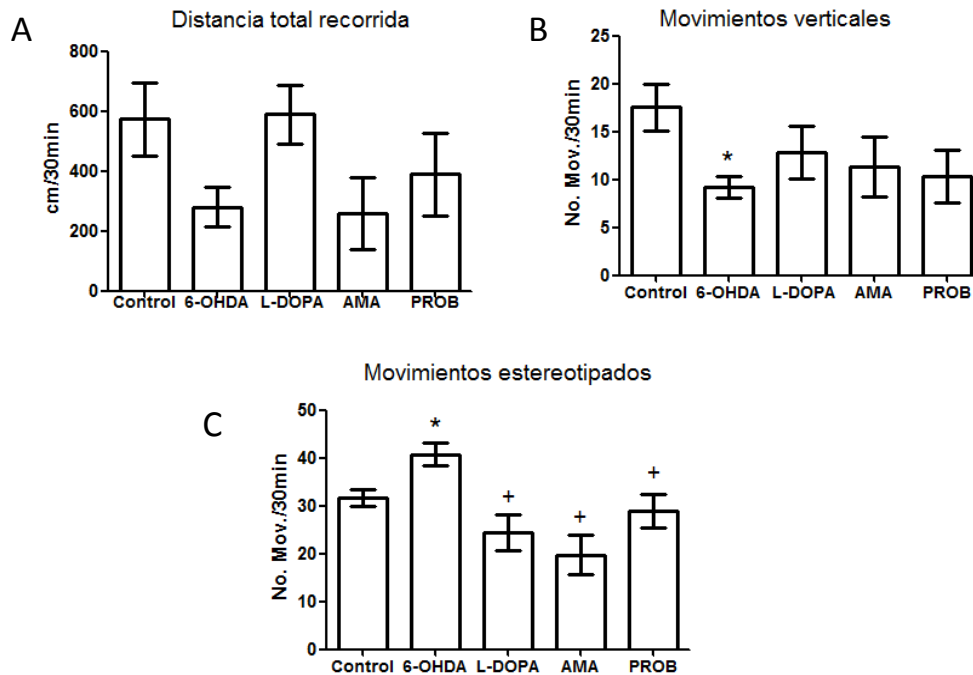 A
Distancia total recorrida
cm/30min
800
600
400
200
0
Control 6-OHDA L-DOPA AMA PROB
B
Movimientos verticales
No. Mov./30min
25
20
15
10
5
0
*
Control 6-OHDA L-DOPA AMA PROB
C
Movimientos estereotipados
No. Mov./30min
50
40
30
20
10
0
*
+
+
+
Control 6-OHDA L-DOPA AMA PROB